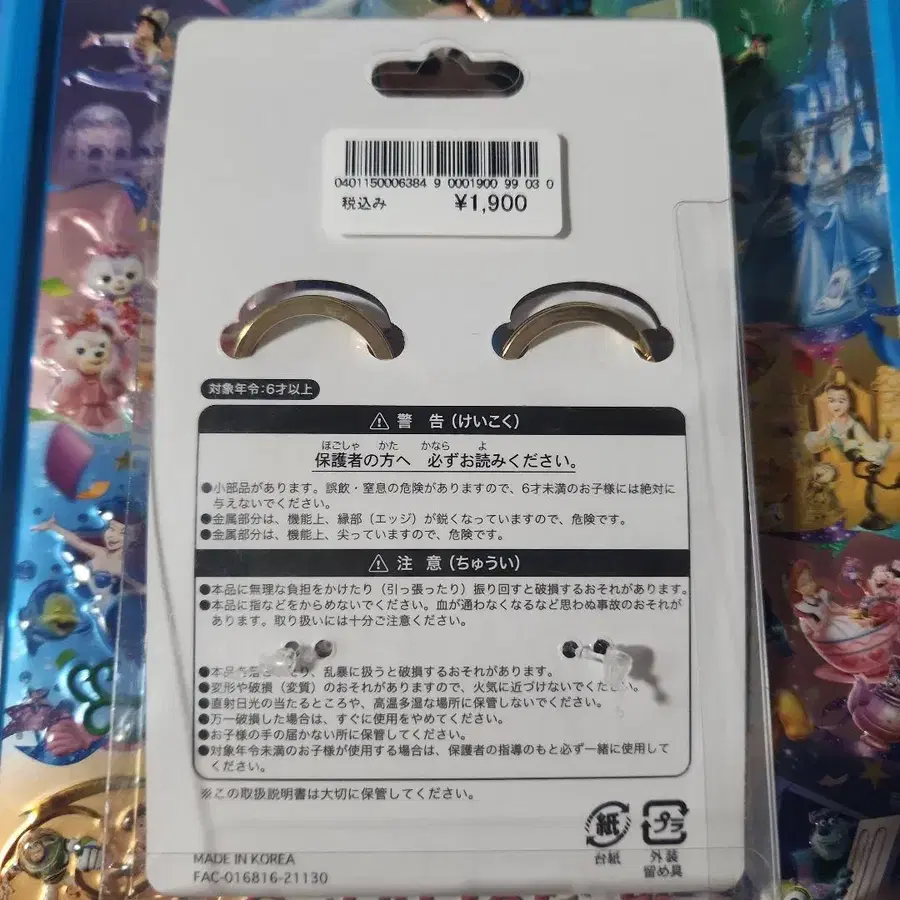 0401150006384 9 0001900 99 03 0
税込み ¥1,900
対象年令:6才以上
警 告(けいこく)
ほごしゃ かた かなら よ
保護者の方へ 必ずお読みください。
●小部品があります。誤飲・窒息の危険がありますので、6才未満のお子様には絶対に
与えないでください。
●金属部分は、機能上、縁部(エッジ)が鋭くなっていますので、危険です。
●金属部分は、機能上、尖っていますので、危険です。
注 意(ちゅうい)
●本品に無理な負担をかけたり(引っ張ったり)振り回すと破損するおそれがあります。
●本品に指などをからめないでください。血が通わなくなるなど思わぬ事故のおそれが
あります。取り扱いには十分ご注意ください。
●本品を落としたり、乱暴に扱うと破損するおそれがあります。
●変形や破損(変質)のおそれがありますので、火気に近づけないでください。
●直射日光の当たるところや、高温多湿な場所に保管しないでください。
●万一破損した場合は、すぐに使用をやめてください。
●お子様の手の届かない所に保管してください。
●対象年令未満のお子様が使用する場合は、保護者の指導のもと必ず一緒に使用して
ください。
※この取扱説明書は大切に保管してください。
紙 プラ
台紙 外装
留め具
MADE IN KOREA
FAC-016816-21130